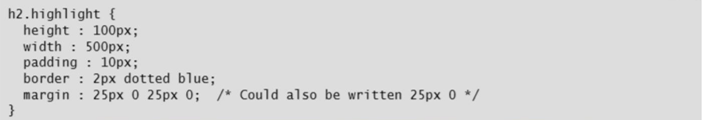 h2.highlight {
  height : 100px;
  width : 500px;
  padding : 10px;
  border : 2px dotted blue;
  margin : 25px 0 25px 0;  /* Could also be written 25px 0 */
}